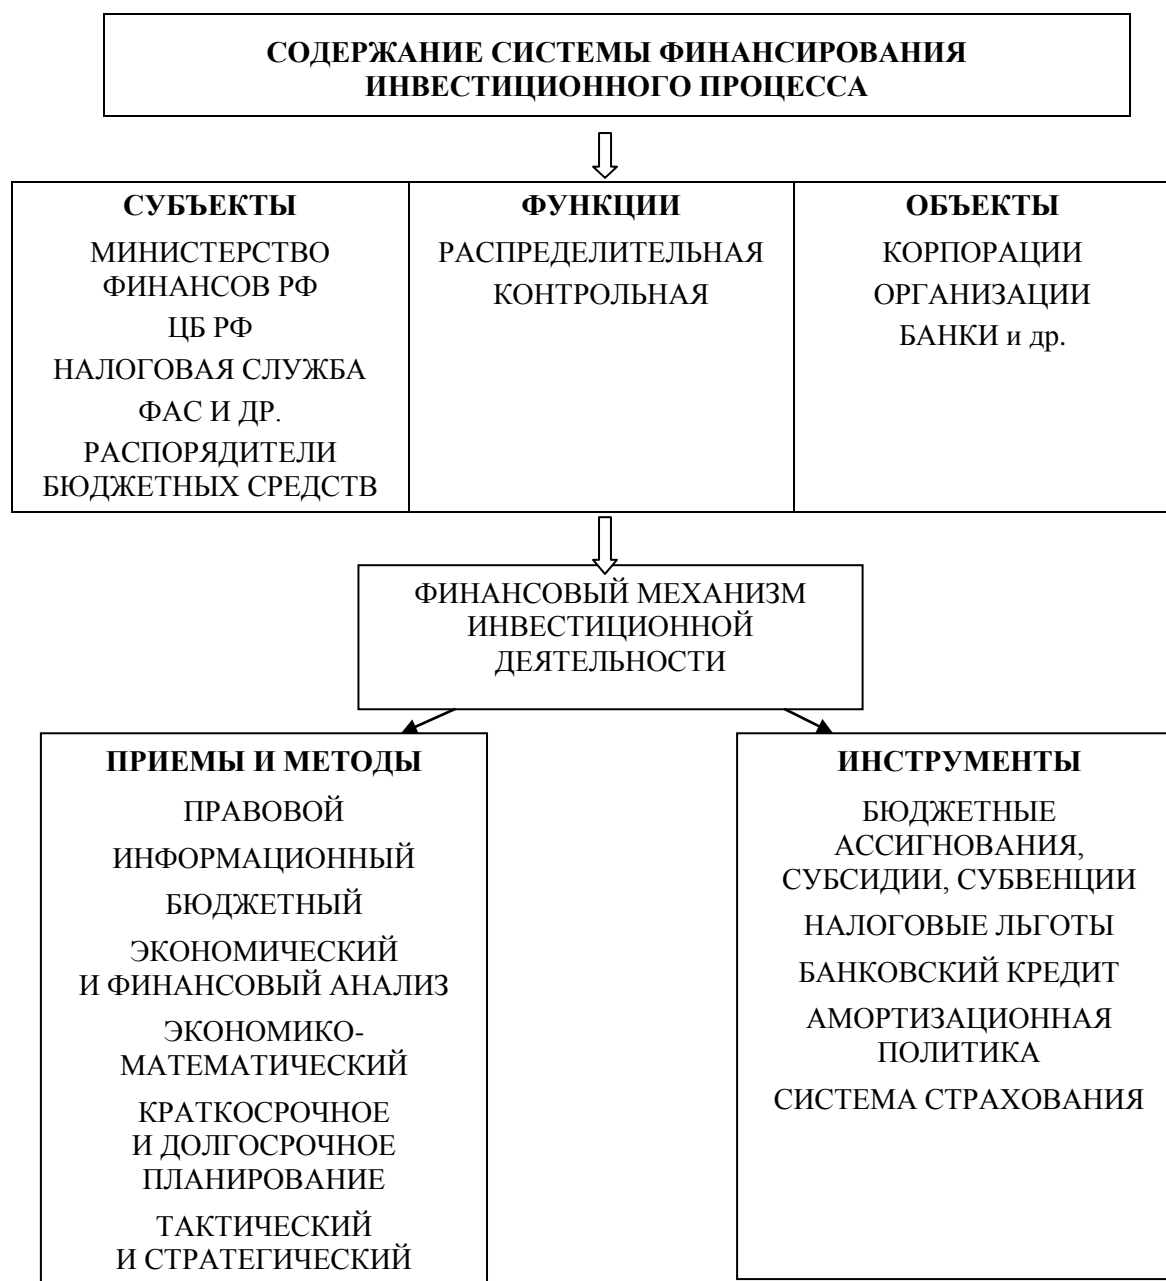 СОДЕРЖАНИЕ СИСТЕМЫ ФИНАНСИРОВАНИЯ
ИНВЕСТИЦИОННОГО ПРОЦЕССА
СУБЪЕКТЫ
МИНИСТЕРСТВО
ФИНАНСОВ РФ
ЦБ РФ
НАЛОГОВАЯ СЛУЖБА
ФАС И ДР.
РАСПОРЯДИТЕЛИ
БЮДЖЕТНЫХ СРЕДСТВ
ФУНКЦИИ
РАСПРЕДЕЛИТЕЛЬНАЯ
КОНТРОЛЬНАЯ
ОБЪЕКТЫ
КОРПОРАЦИИ
ОРГАНИЗАЦИИ
БАНКИ и др.
ФИНАНСОВЫЙ МЕХАНИЗМ
ИНВЕСТИЦИОННОЙ
ДЕЯТЕЛЬНОСТИ
ПРИЕМЫ И МЕТОДЫ
ПРАВОВОЙ
ИНФОРМАЦИОННЫЙ
БЮДЖЕТНЫЙ
ЭКОНОМИЧЕСКИЙ
И ФИНАНСОВЫЙ АНАЛИЗ
ЭКОНОМИКО-
МАТЕМАТИЧЕСКИЙ
КРАТКОСРОЧНОЕ
И ДОЛГОСРОЧНОЕ
ПЛАНИРОВАНИЕ
ТАКТИЧЕСКИЙ
И СТРАТЕГИЧЕСКИЙ
ИНСТРУМЕНТЫ
БЮДЖЕТНЫЕ
АССИГНОВАНИЯ,
СУБСИДИИ, СУБВЕНЦИИ
НАЛОГОВЫЕ ЛЬГОТЫ
БАНКОВСКИЙ КРЕДИТ
АМОРТИЗАЦИОННАЯ
ПОЛИТИКА
СИСТЕМА СТРАХОВАНИЯ